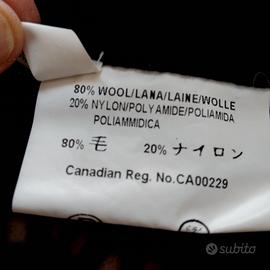 80% WOOL/LANA/LAINE/WOLLE
20% NYLON/POLYAMIDE/POLIAMIDA
POLIAMMIDICA
80% 毛 20% ナイロン
Canadian Reg. No.CA00229
subito